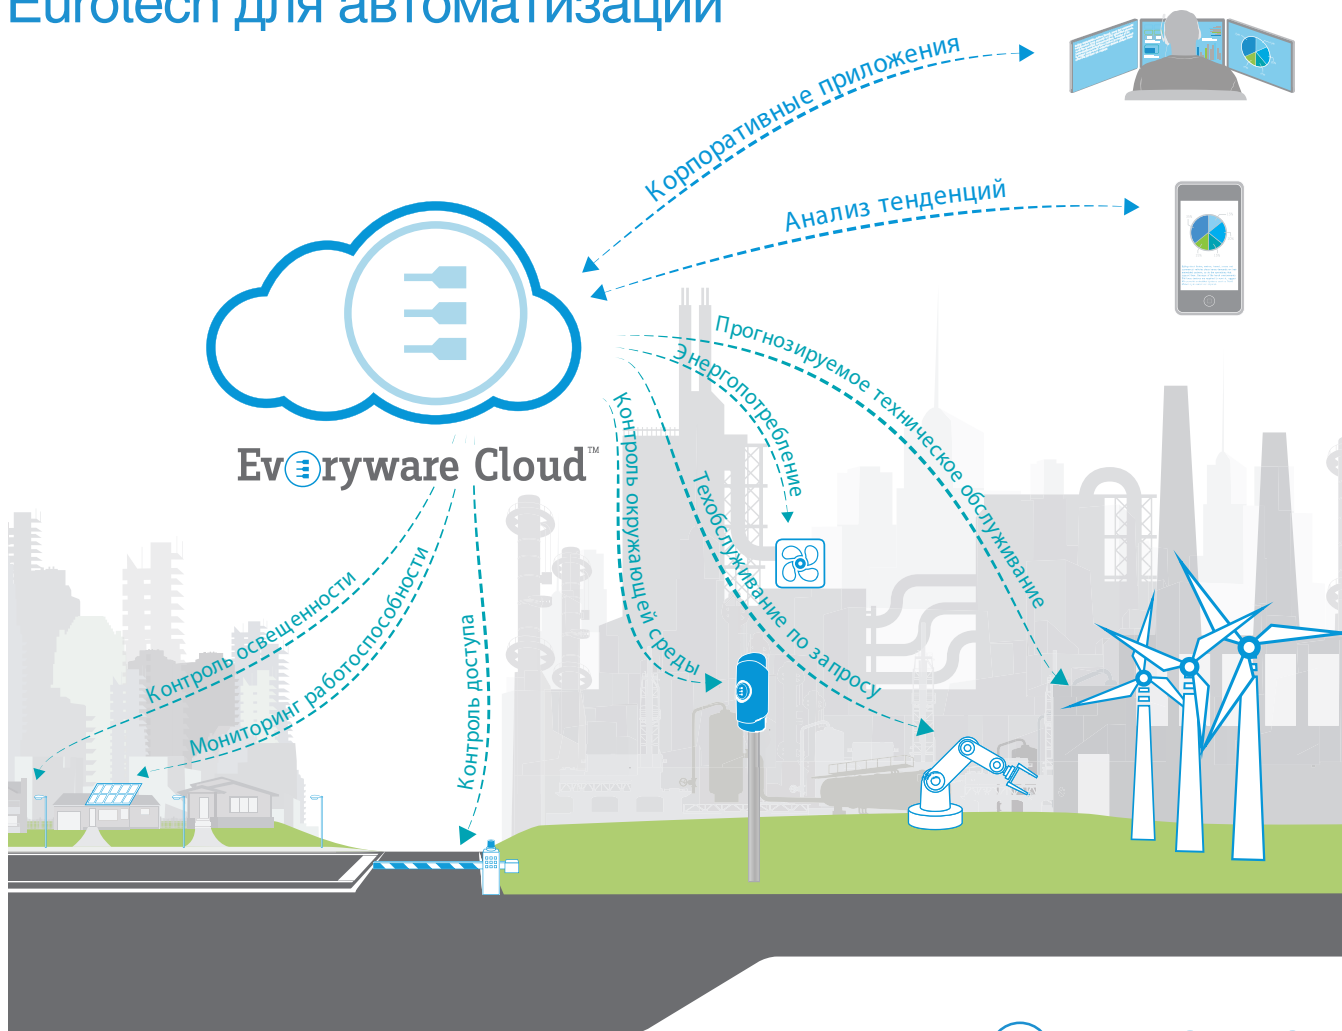 Eurotech для автоматизации
Корпоративные приложения
Анализ тенденций
Everyware Cloud™
Прогнозируемое техническое обслуживание
Энергопотребление
Контроль окружающей среды
Техобслуживание по запросу
Контроль освещенности
Мониторинг работоспособности
Контроль доступа